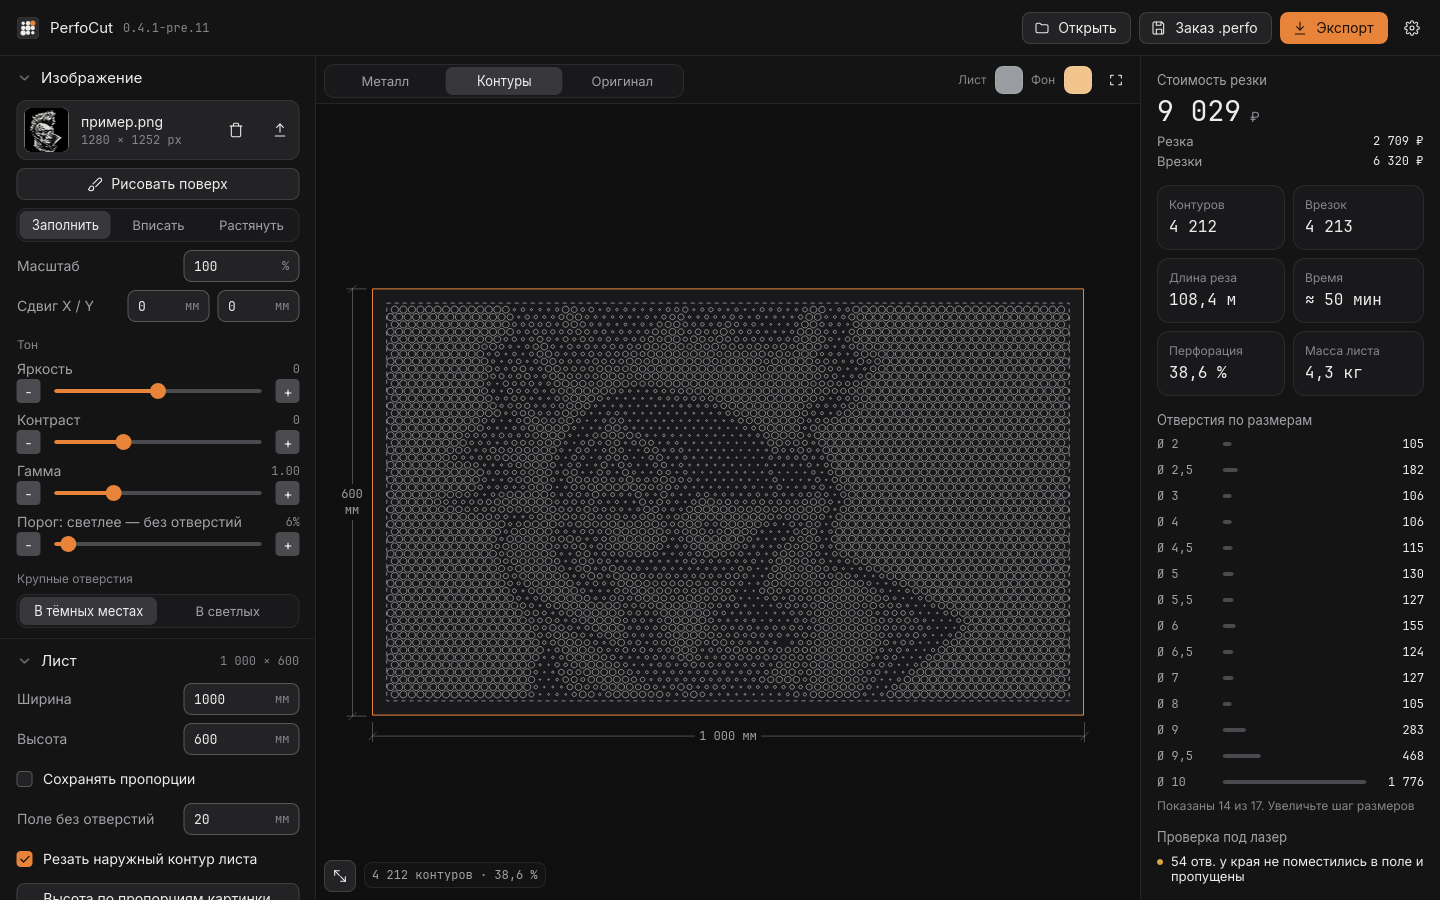 PerfoCut 0.4.1-pre.11
Открыть
Заказ .perfo
Экспорт
Изображение
пример.png
1280 × 1252 px
Рисовать поверх
Заполнить Вписать Растянуть
Масштаб 100 %
Сдвиг X / Y 0 мм 0 мм
Тон
Яркость 0
- +
Контраст 0
- +
Гамма 1.00
- +
Порог: светлее — без отверстий 6%
- +
Крупные отверстия
В тёмных местах В светлых
Лист 1 000 × 600
Ширина 1000 мм
Высота 600 мм
Сохранять пропорции
Поле без отверстий 20 мм
Резать наружный контур листа
Высота по пропорциям картинки
Металл Контуры Оригинал
Лист Фон
600
мм
1 000 мм
4 212 контуров · 38,6 %
Стоимость резки
9 029 ₽
Резка 2 709 ₽
Врезки 6 320 ₽
Контуров
4 212
Врезок
4 213
Длина реза
108,4 м
Время
≈ 50 мин
Перфорация
38,6 %
Масса листа
4,3 кг
Отверстия по размерам
Ø 2 105
Ø 2,5 182
Ø 3 106
Ø 4 106
Ø 4,5 115
Ø 5 130
Ø 5,5 127
Ø 6 155
Ø 6,5 124
Ø 7 127
Ø 8 105
Ø 9 283
Ø 9,5 468
Ø 10 1 776
Показаны 14 из 17. Увеличьте шаг размеров
Проверка под лазер
54 отв. у края не поместились в поле и
пропущены